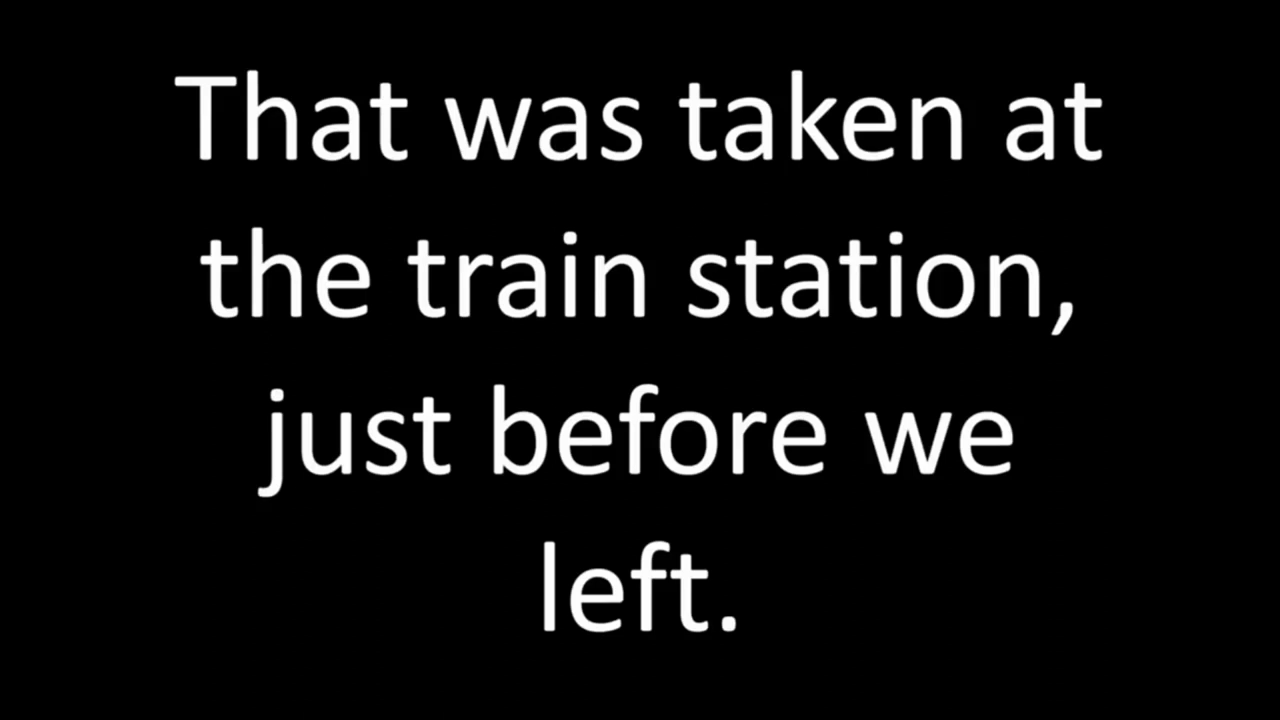 That was taken at
the train station,
just before we
left.